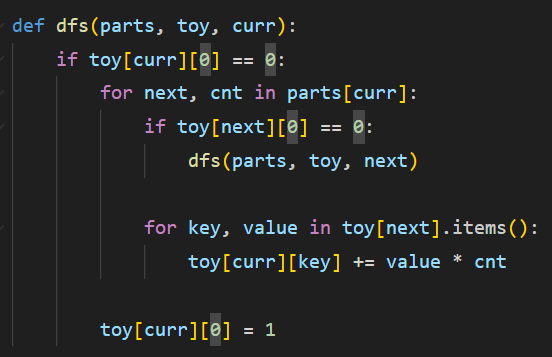 def dfs(parts, toy, curr):
    if toy[curr][0] == 0:
        for next, cnt in parts[curr]:
            if toy[next][0] == 0:
                dfs(parts, toy, next)

            for key, value in toy[next].items():
                toy[curr][key] += value * cnt

        toy[curr][0] = 1